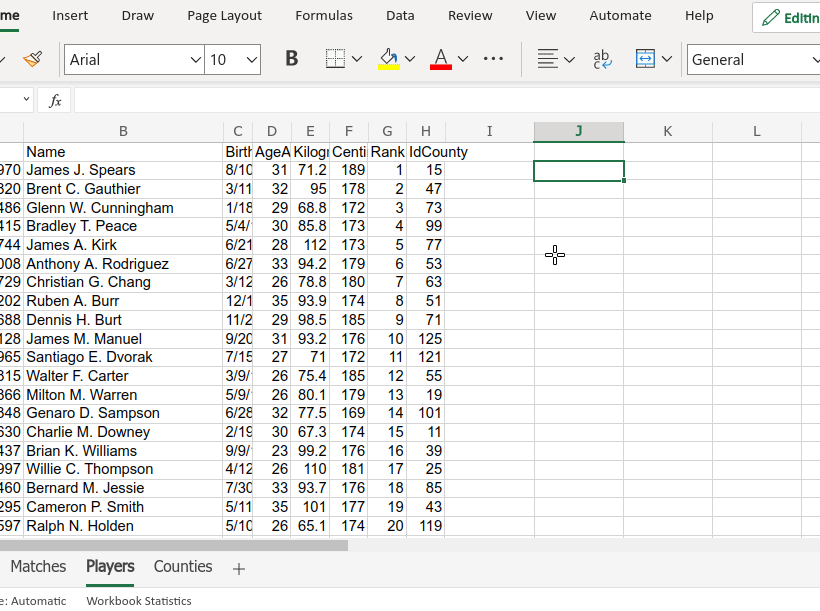 me Insert Draw Page Layout Formulas Data Review View Automate Help Editin
Arial 10 B A ab General
fx
B C D E F G H I J K L
Name Birth AgeA Kilogr Centi Rank IdCounty
970 James J. Spears 8/10 31 71.2 189 1 15
820 Brent C. Gauthier 3/11 32 95 178 2 47
486 Glenn W. Cunningham 1/18 29 68.8 172 3 73
415 Bradley T. Peace 5/4/ 30 85.8 173 4 99
744 James A. Kirk 6/21 28 112 173 5 77
008 Anthony A. Rodriguez 6/27 33 94.2 179 6 53
729 Christian G. Chang 3/12 26 78.8 180 7 63
202 Ruben A. Burr 12/1 35 93.9 174 8 51
688 Dennis H. Burt 11/2 29 98.5 185 9 71
128 James M. Manuel 9/20 31 93.2 176 10 125
965 Santiago E. Dvorak 7/15 27 71 172 11 121
315 Walter F. Carter 3/9/ 26 75.4 185 12 55
366 Milton M. Warren 5/9/ 26 80.1 179 13 19
348 Genaro D. Sampson 6/28 32 77.5 169 14 101
630 Charlie M. Downey 2/19 30 67.3 174 15 11
437 Brian K. Williams 9/9/ 23 99.2 176 16 39
997 Willie C. Thompson 4/12 26 110 181 17 25
460 Bernard M. Jessie 7/30 33 93.7 176 18 85
295 Cameron P. Smith 5/11 35 101 177 19 43
597 Ralph N. Holden 5/10 26 65.1 174 20 119
Matches Players Counties +
e: Automatic Workbook Statistics